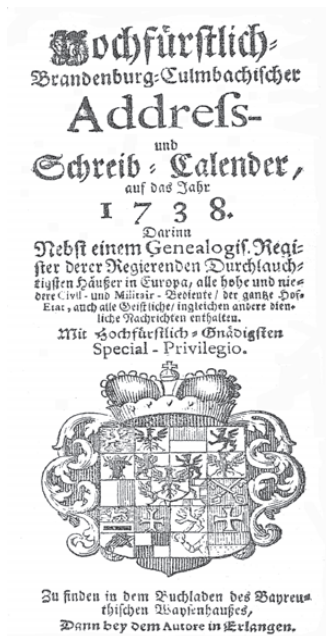 Hochfürstlich-
Brandenburg-Culmbachischer
Address-
und
Schreib-Calender,
auf das Jahr
1738.
Darinn
Nebst einem Genealogis. Regi-
ster derer Regierenden Durchlauch-
tigsten Häußer in Europa, alle hohe und nie-
dere Civil- und Militair-Bediente/ der gantze Hof-
Etat, auch alle Geistliche/ ingleichen andere dien-
liche Nachrichten enthalten.
Mit Hochfürstlich-Gnädigsten
Special-Privilegio.
Zu finden in dem Buchladen des Bayreu-
thischen Waysenhaußes,
Dann bey dem Autore in Erlangen.